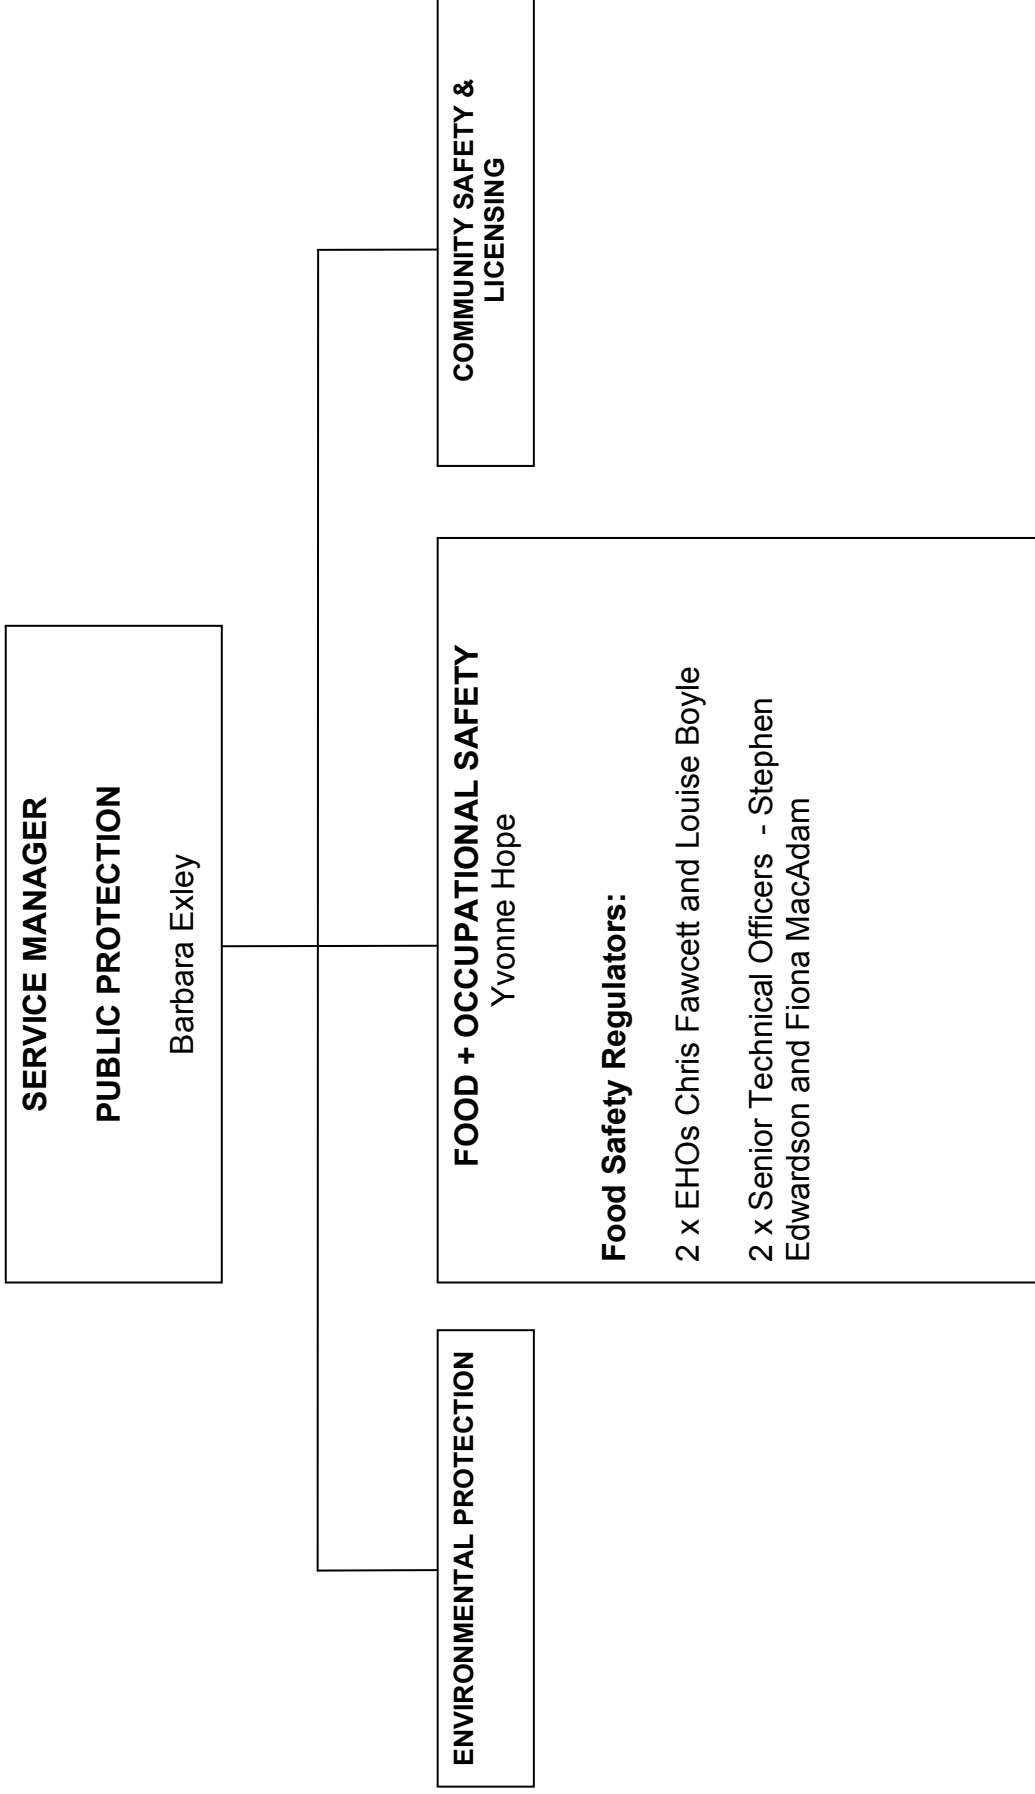 SERVICE MANAGER
PUBLIC PROTECTION
Barbara Exley
ENVIRONMENTAL PROTECTION
FOOD + OCCUPATIONAL SAFETY
Yvonne Hope
Food Safety Regulators:
2 x EHOs Chris Fawcett and Louise Boyle
2 x Senior Technical Officers - Stephen
Edwardson and Fiona MacAdam
COMMUNITY SAFETY &
LICENSING